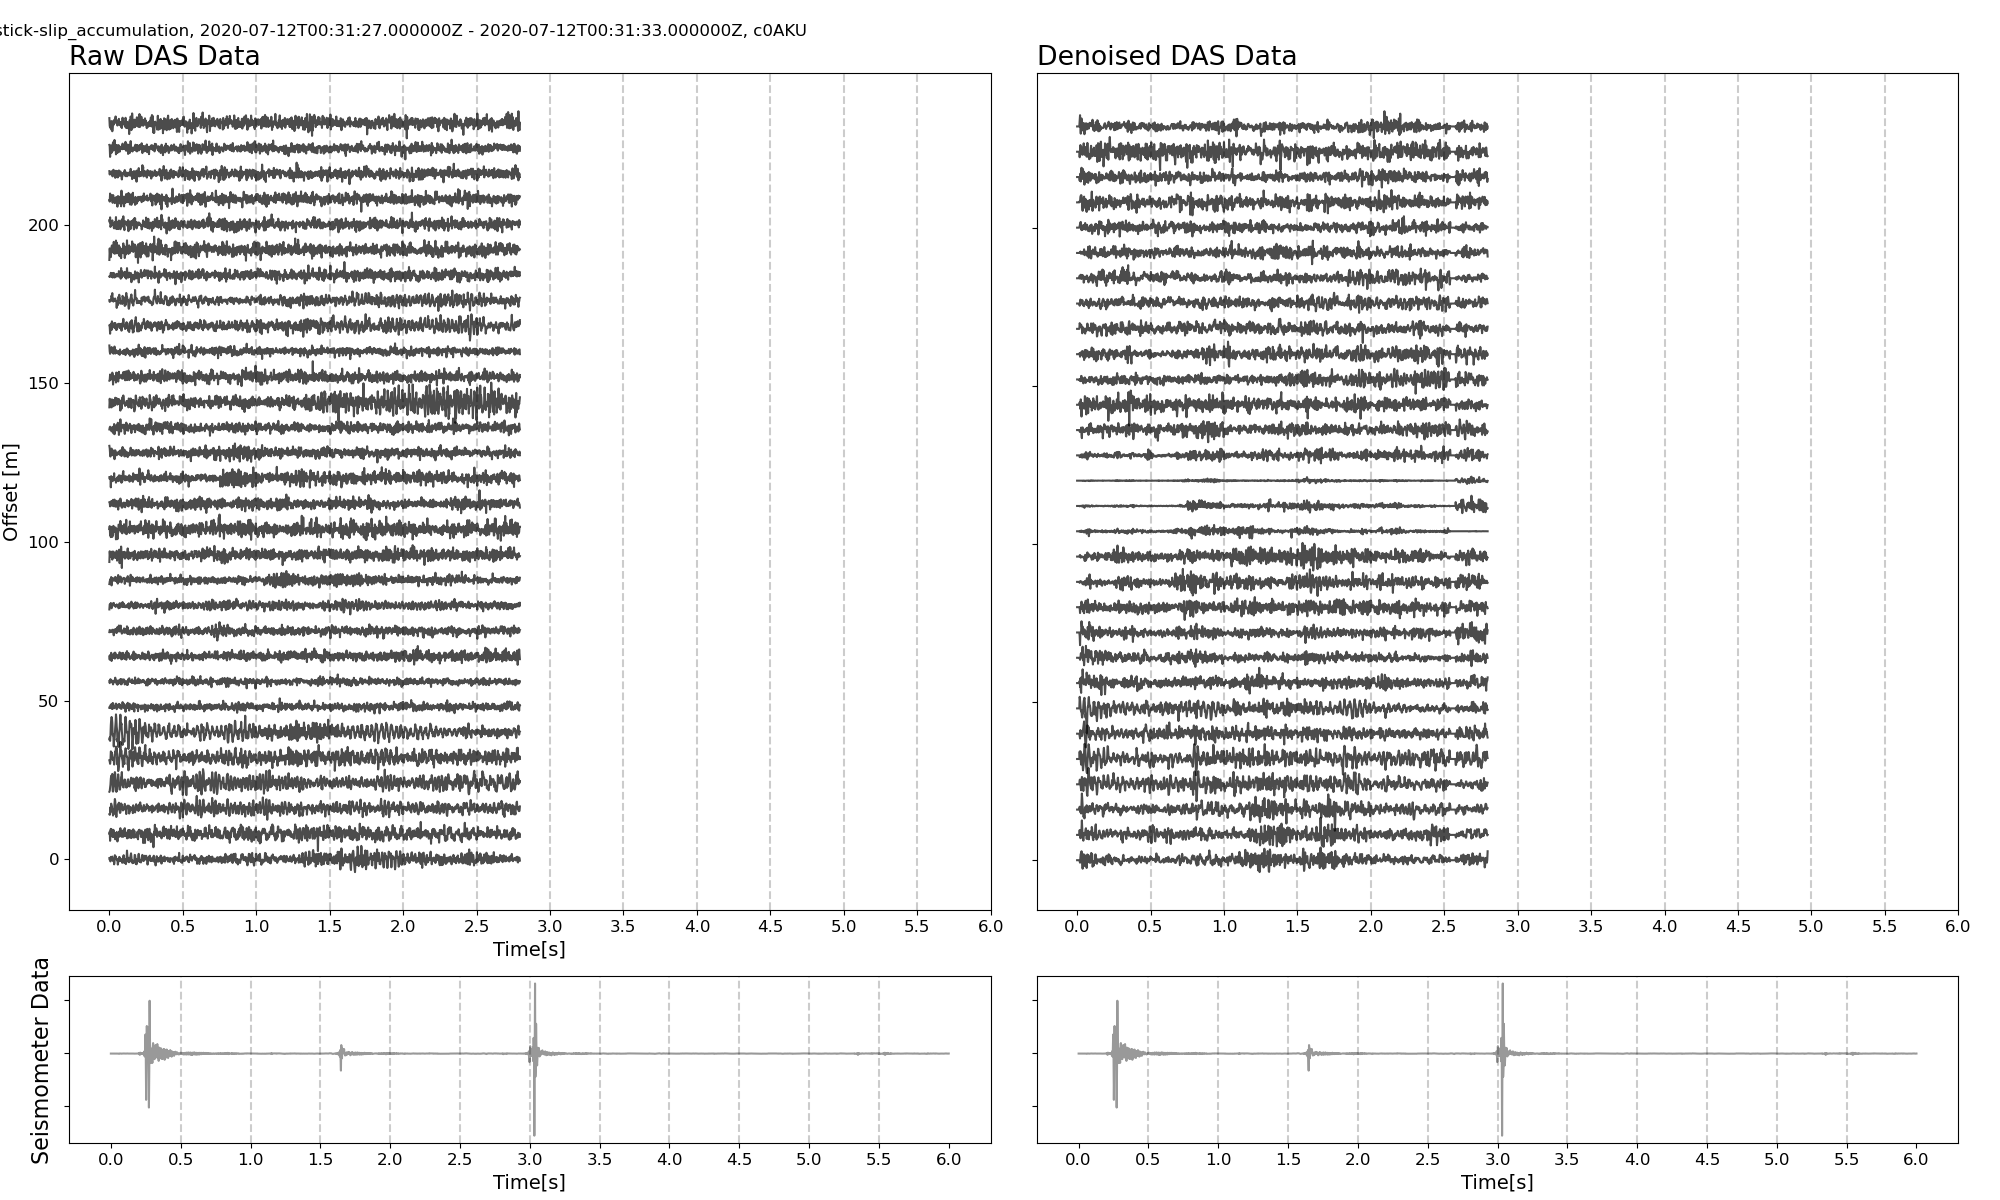 stick-slip_accumulation, 2020-07-12T00:31:27.000000Z - 2020-07-12T00:31:33.000000Z, c0AKU
Raw DAS Data
Denoised DAS Data
Offset [m]
200
150
100
50
0
0.0 0.5 1.0 1.5 2.0 2.5 3.0 3.5 4.0 4.5 5.0 5.5 6.0
Time[s]
0.0 0.5 1.0 1.5 2.0 2.5 3.0 3.5 4.0 4.5 5.0 5.5 6.0
Seismometer Data
0.0 0.5 1.0 1.5 2.0 2.5 3.0 3.5 4.0 4.5 5.0 5.5 6.0
Time[s]
0.0 0.5 1.0 1.5 2.0 2.5 3.0 3.5 4.0 4.5 5.0 5.5 6.0
Time[s]